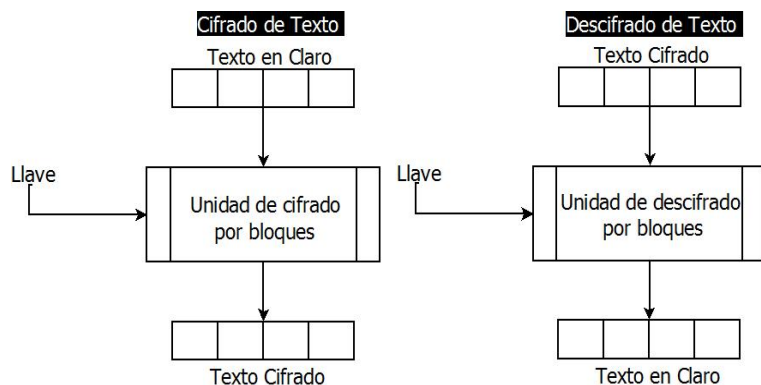 Cifrado de Texto
Texto en Claro
Llave
Unidad de cifrado
por bloques
Texto Cifrado
Descifrado de Texto
Texto Cifrado
Llave
Unidad de descifrado
por bloques
Texto en Claro